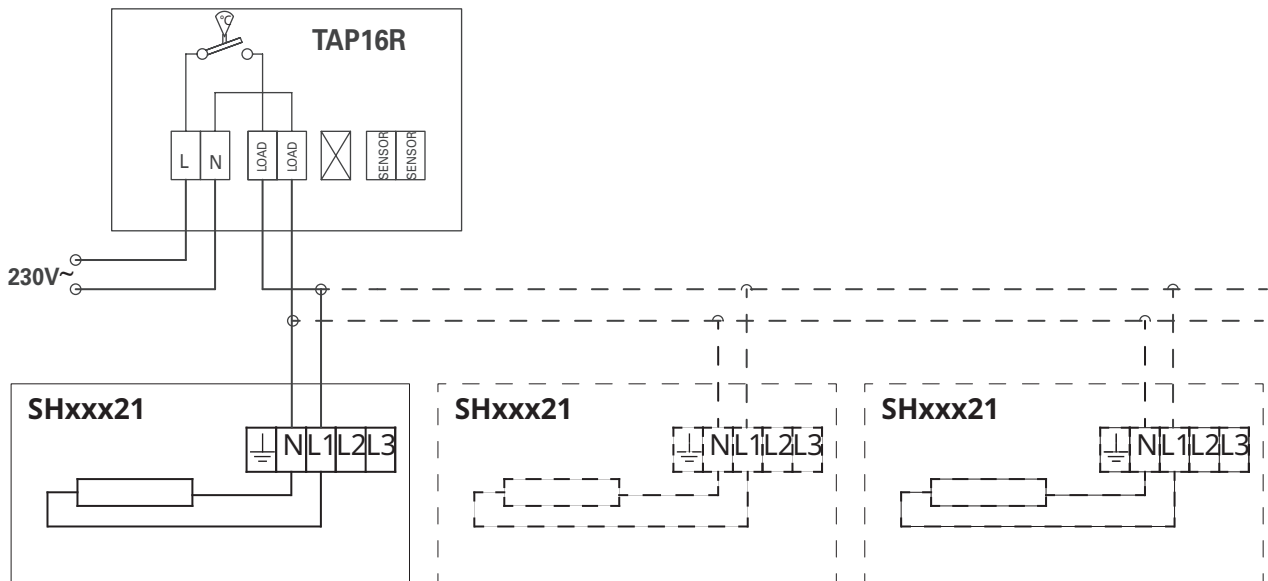 °C
TAP16R
L N LOAD LOAD SENSOR SENSOR
230V~
SHxxx21
N L1 L2 L3
SHxxx21
N L1 L2 L3
SHxxx21
N L1 L2 L3